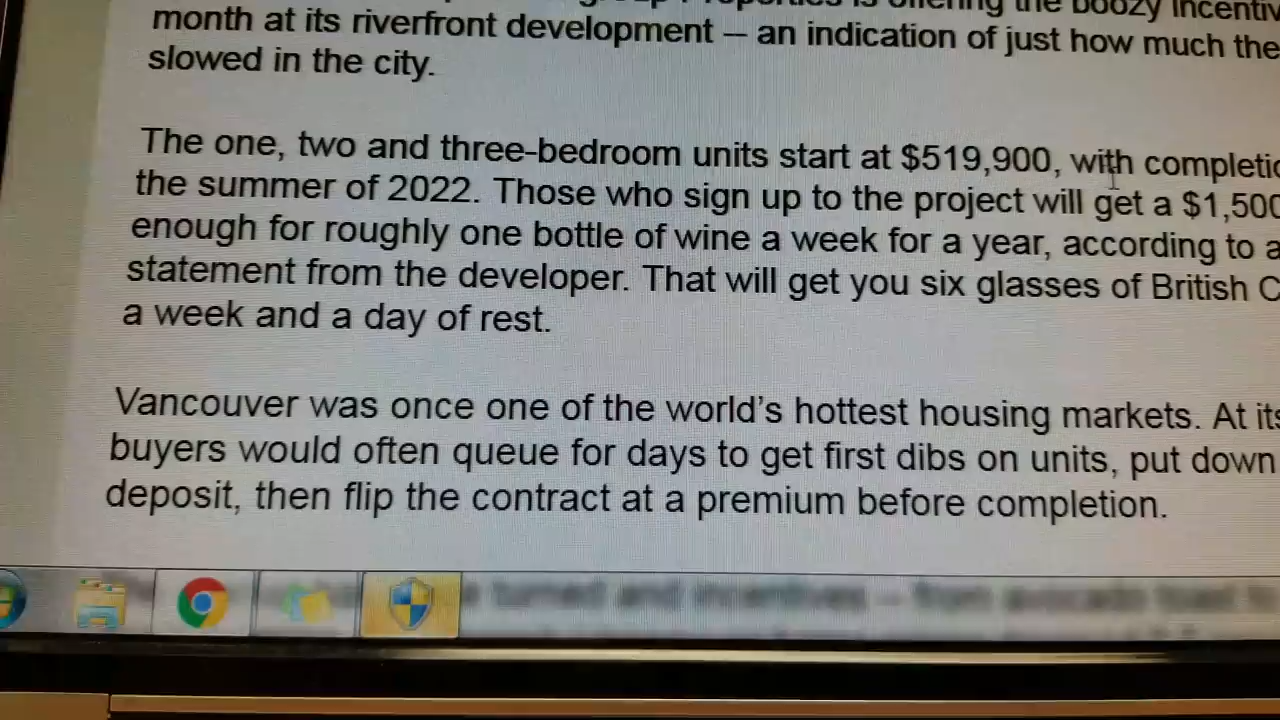 is offering the boozy
month at its riverfront development — an indication of just how much the
slowed in the city.
The one, two and three-bedroom units start at $519,900, with
the summer of 2022. Those who sign up to the project will get a
enough for roughly one bottle of wine a week for a year, according to a
statement from the developer. That will get you six glasses of British
a week and a day of rest.
Vancouver was once one of the world's hottest housing markets. At its
buyers would often queue for days to get first dibs on units, put down
deposit, then flip the contract at a premium before completion.